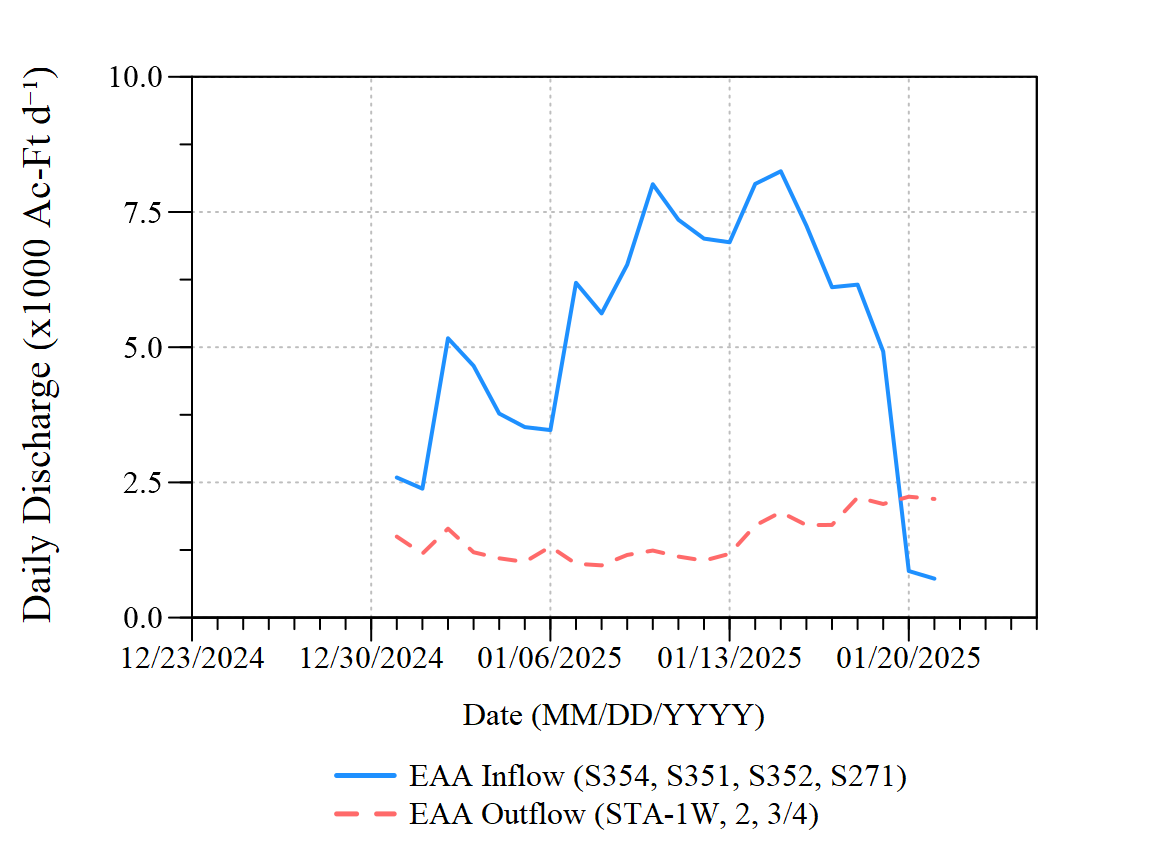 Daily Discharge (x1000 Ac-Ft d⁻¹)
10.0
7.5
5.0
2.5
0.0
12/23/2024 12/30/2024 01/06/2025 01/13/2025 01/20/2025
Date (MM/DD/YYYY)
EAA Inflow (S354, S351, S352, S271)
EAA Outflow (STA-1W, 2, 3/4)